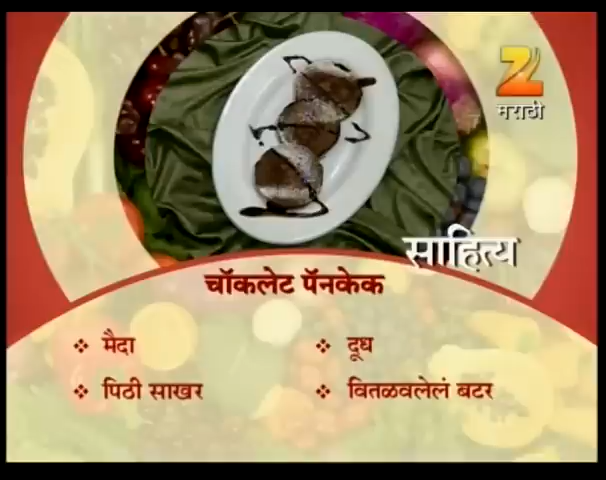 मराठी
साहित्य
चॉकलेट पॅनकेक
मैदा
दूध
पिठी साखर
वितळवलेलं बटर